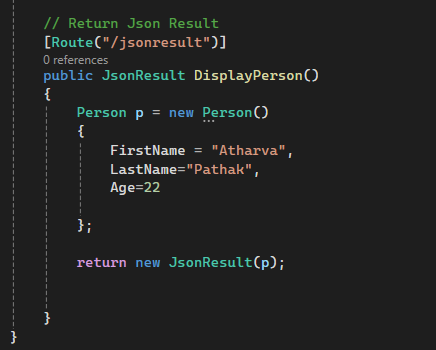 // Return Json Result
[Route("/jsonresult")]
0 references
public JsonResult DisplayPerson()
{
Person p = new Person()
{
FirstName = "Atharva",
LastName="Pathak",
Age=22
};
return new JsonResult(p);
}
}